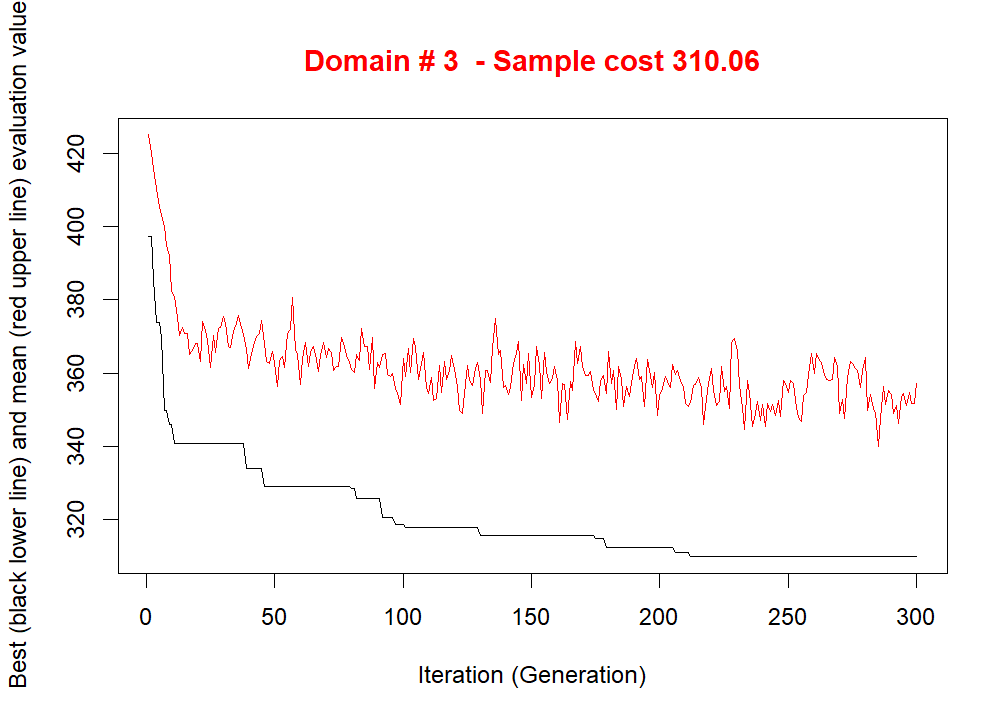 Domain # 3  - Sample cost 310.06
Best (black lower line) and mean (red upper line) evaluation value
420
400
380
360
340
320
0 50 100 150 200 250 300
Iteration (Generation)